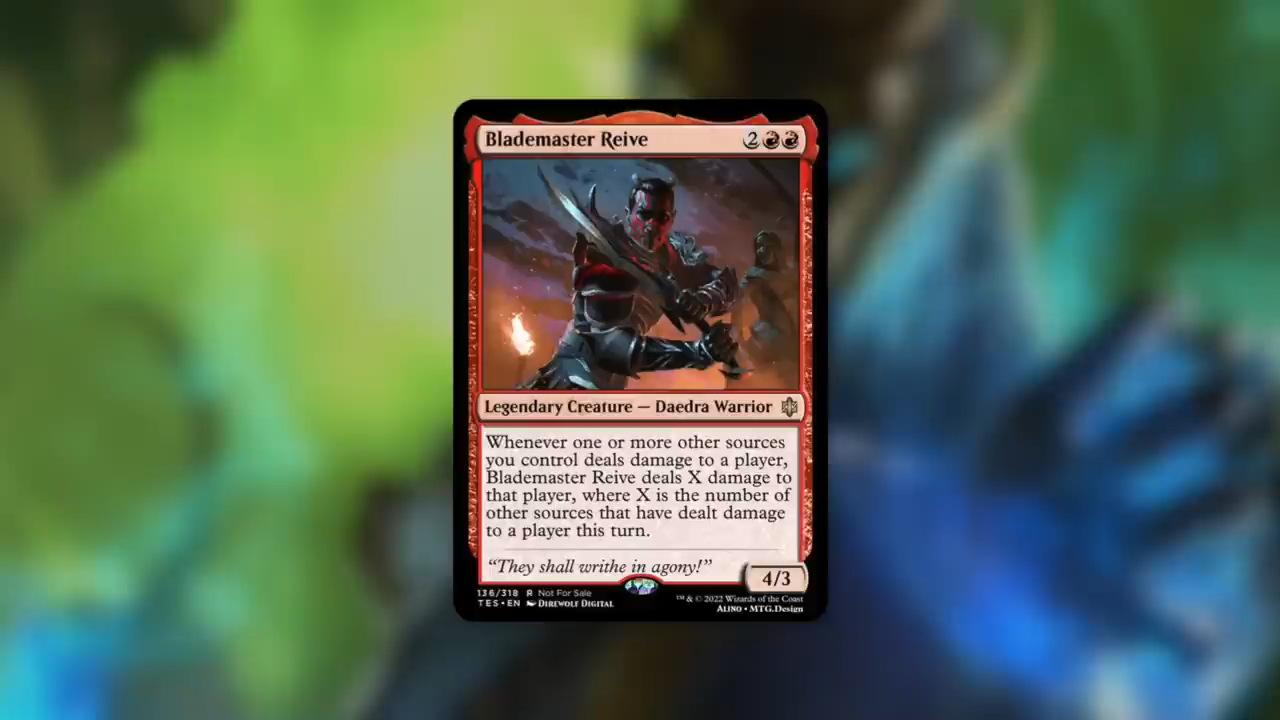 Blademaster Reive 2
Legendary Creature — Daedra Warrior
Whenever one or more other sources
you control deals damage to a player,
Blademaster Reive deals X damage to
that player, where X is the number of
other sources that have dealt damage
to a player this turn.
“They shall writhe in agony!”
4/3
136/318 R Not For Sale
TES • EN DIREWOLF DIGITAL
™ & © 2022 Wizards of the Coast
ALINO • MTG.DESIGN